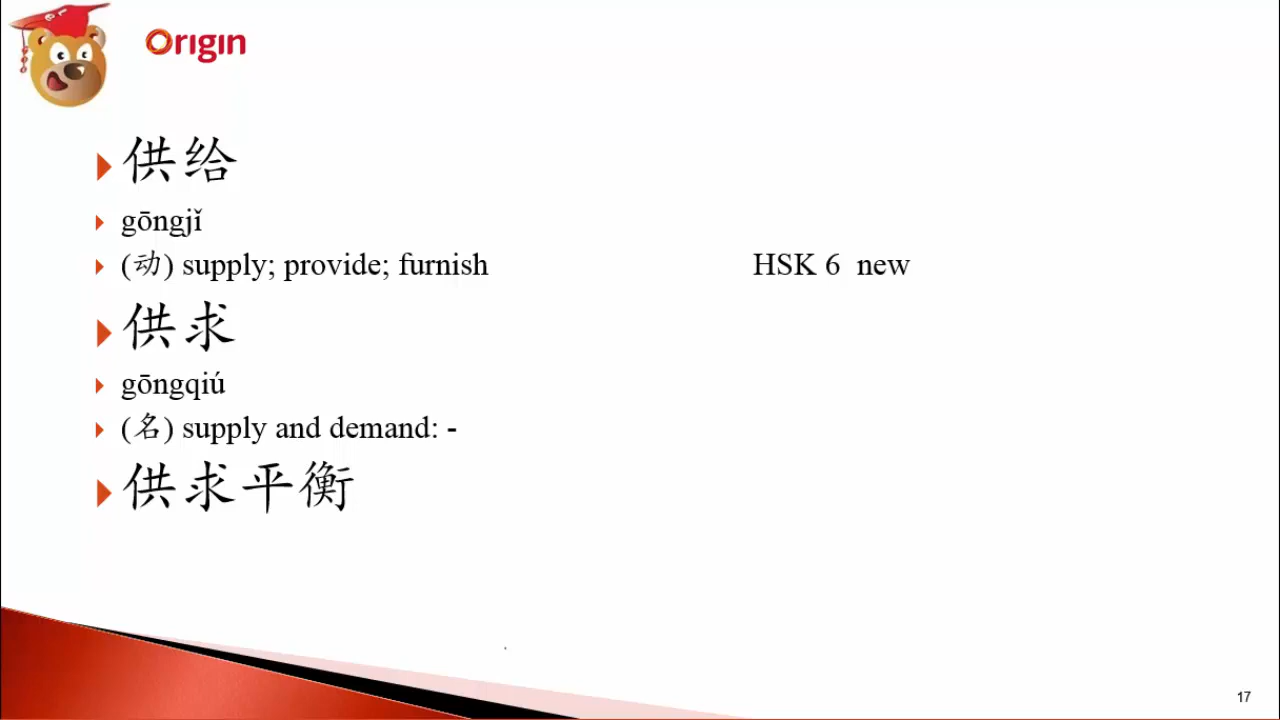 Origin
供给
gōngjǐ
(动) supply; provide; furnish HSK 6 new
供求
gōngqiú
(名) supply and demand: -
供求平衡
17